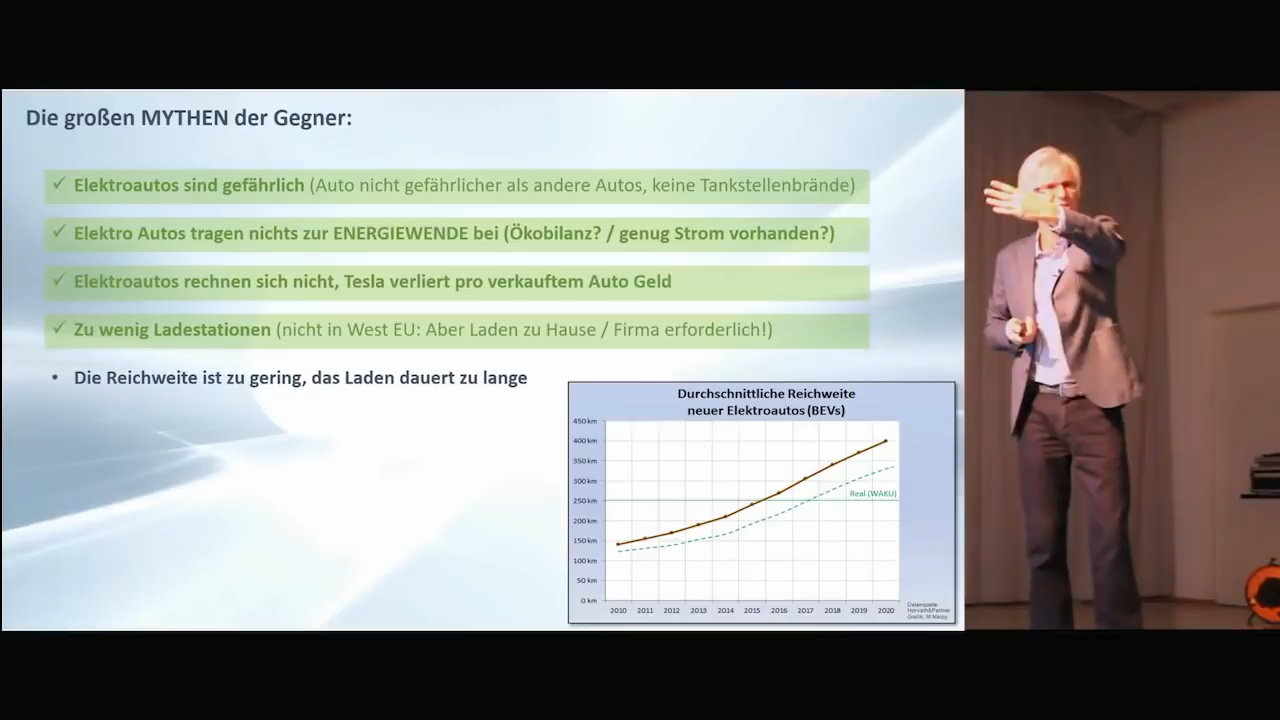 Die großen MYTHEN der Gegner:
✓ Elektroautos sind gefährlich (Auto nicht gefährlicher als andere Autos, keine Tankstellenbrände)
✓ Elektro Autos tragen nichts zur ENERGIEWENDE bei (Ökobilanz? / genug Strom vorhanden?)
✓ Elektroautos rechnen sich nicht, Tesla verliert pro verkauftem Auto Geld
✓ Zu wenig Ladestationen (nicht in West EU: Aber Laden zu Hause / Firma erforderlich!)
• Die Reichweite ist zu gering, das Laden dauert zu lange
Durchschnittliche Reichweite
neuer Elektroautos (BEVs)
450 km
400 km
350 km
300 km
250 km
200 km
150 km
100 km
50 km
0 km
Real (WAKU)
2010 2011 2012 2013 2014 2015 2016 2017 2018 2019 2020
Datenquelle:
Horvath&Partner
Grafik: M.